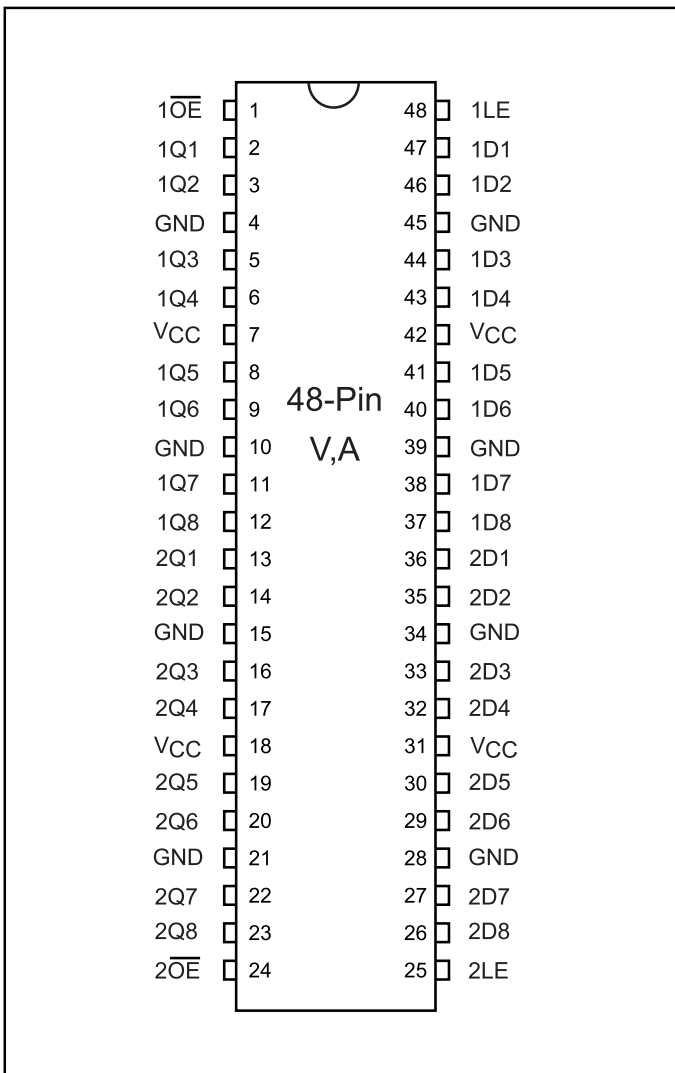 1O̅E̅ 1 48 1LE
1Q1 2 47 1D1
1Q2 3 46 1D2
GND 4 45 GND
1Q3 5 44 1D3
1Q4 6 43 1D4
VCC 7 42 VCC
1Q5 8 41 1D5
1Q6 9 48-Pin 40 1D6
GND 10 V,A 39 GND
1Q7 11 38 1D7
1Q8 12 37 1D8
2Q1 13 36 2D1
2Q2 14 35 2D2
GND 15 34 GND
2Q3 16 33 2D3
2Q4 17 32 2D4
VCC 18 31 VCC
2Q5 19 30 2D5
2Q6 20 29 2D6
GND 21 28 GND
2Q7 22 27 2D7
2Q8 23 26 2D8
2O̅E̅ 24 25 2LE